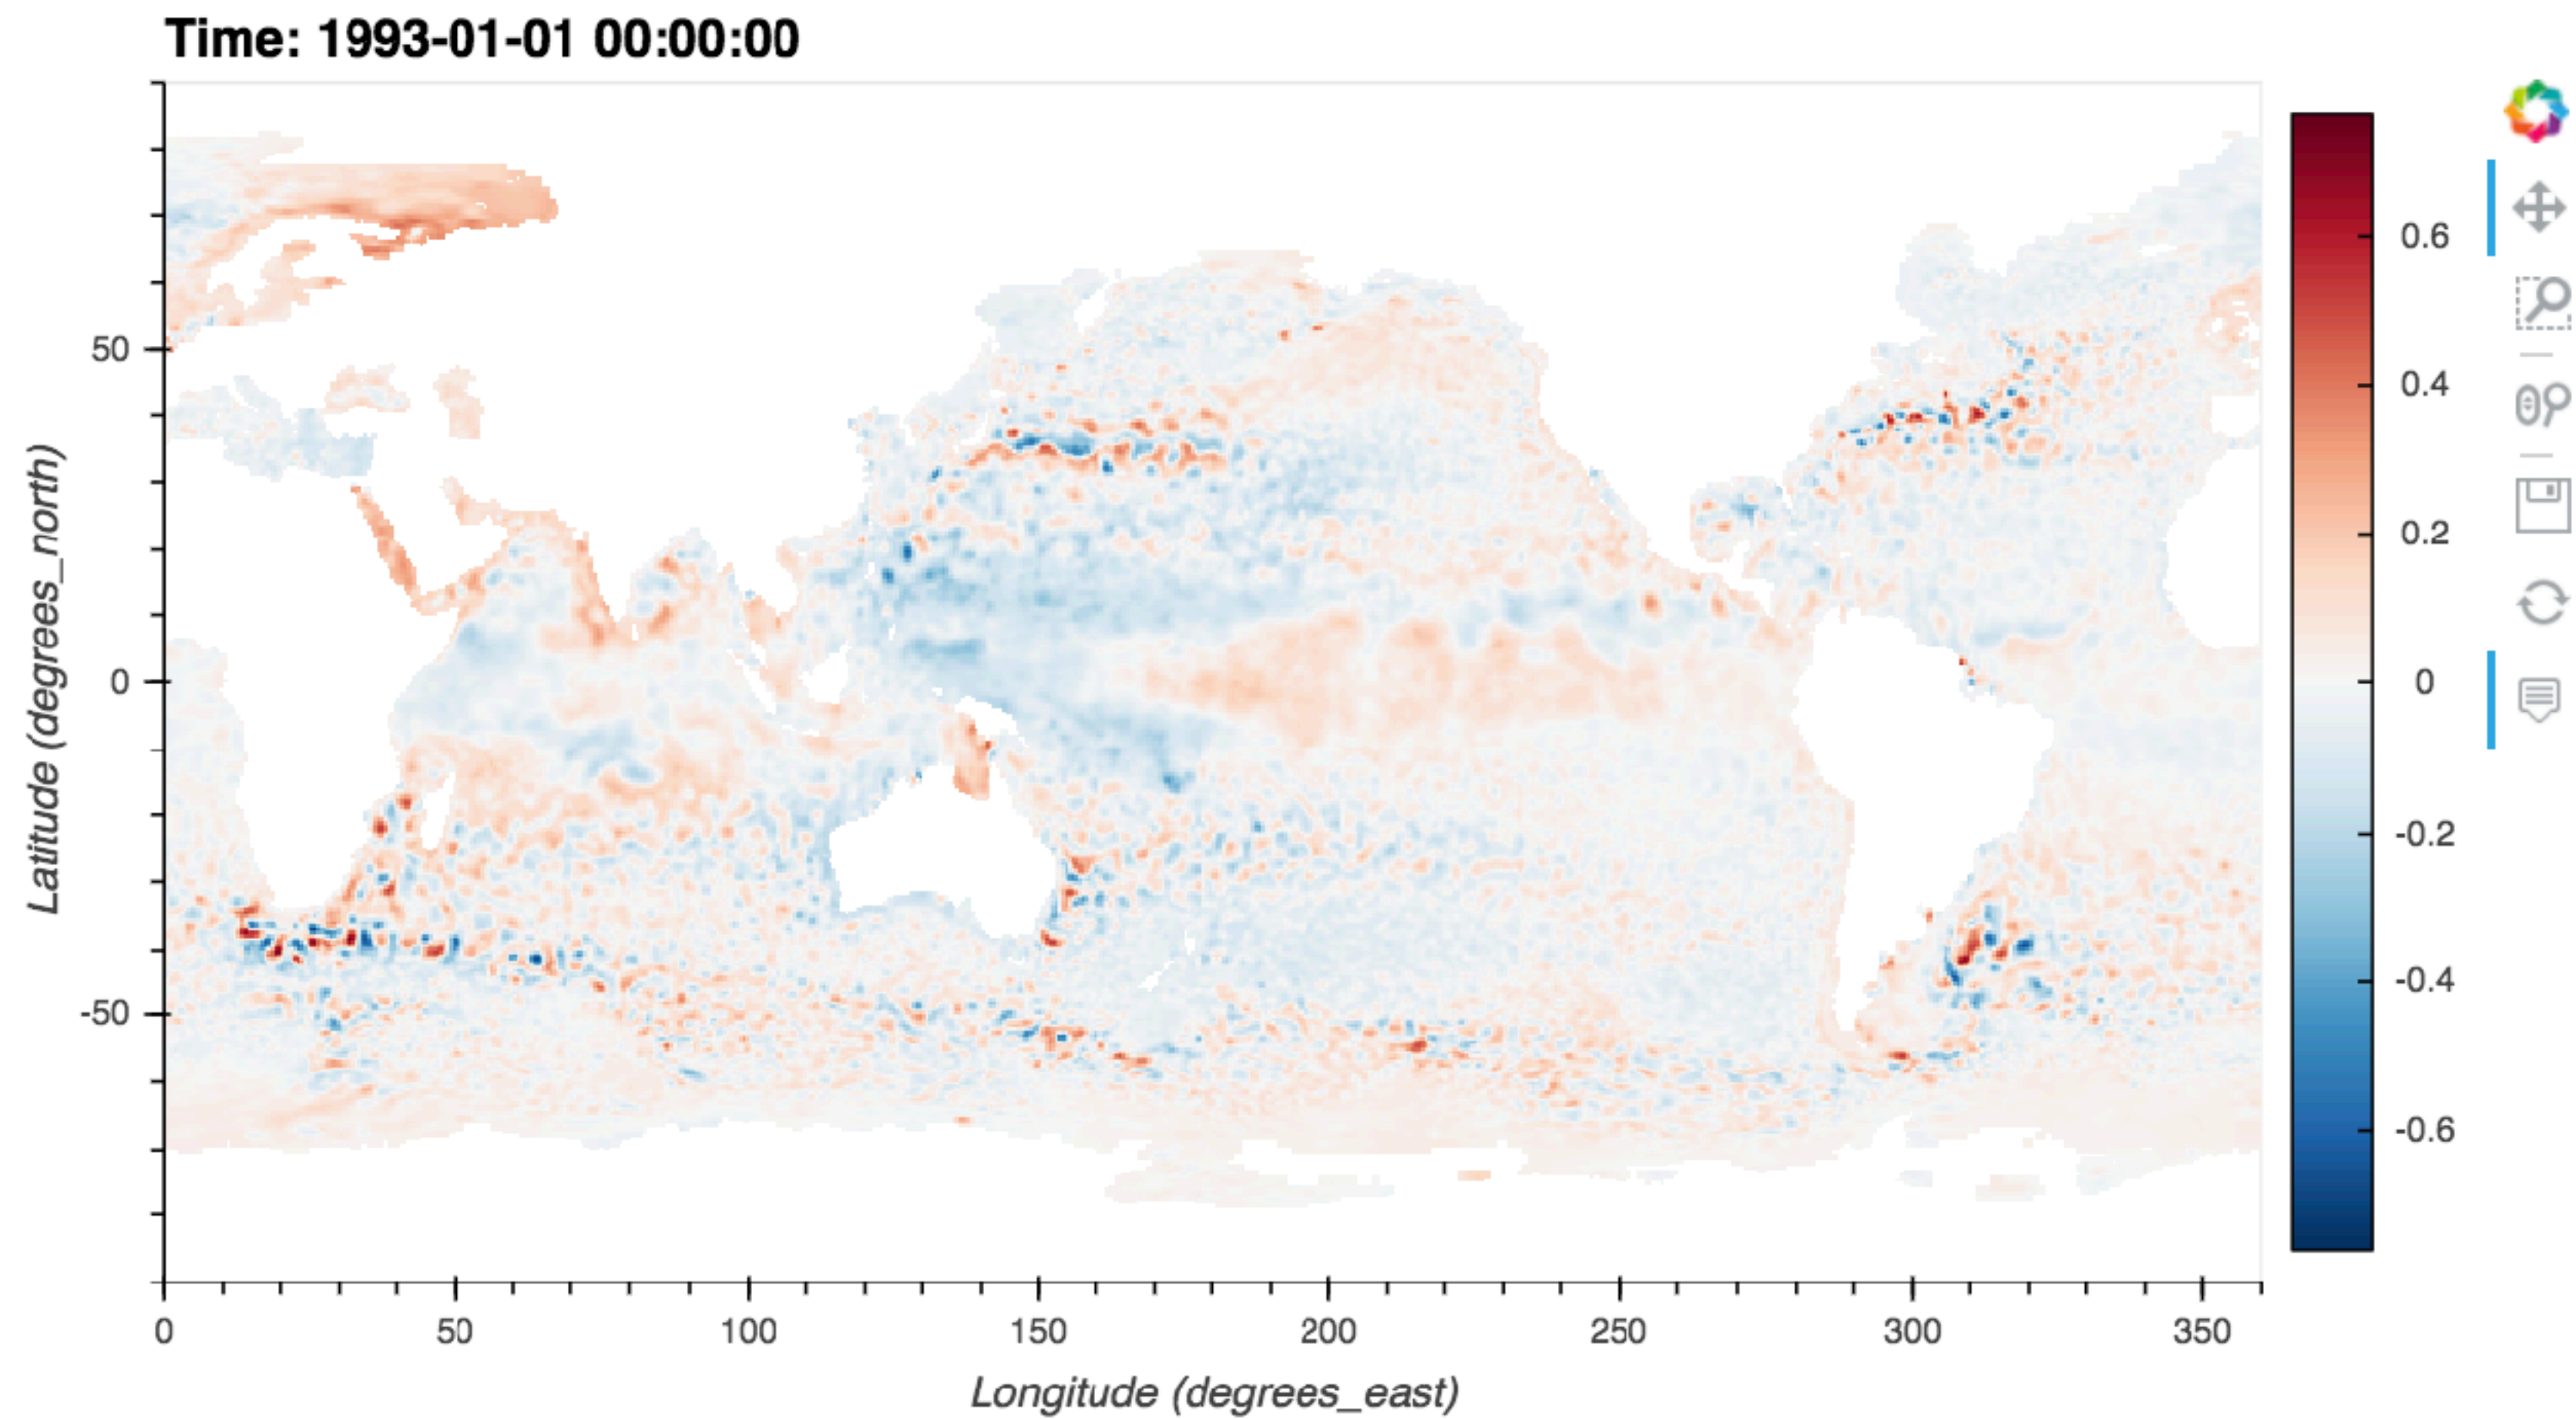 Time: 1993-01-01 00:00:00
Latitude (degrees_north)
50
0
-50
0 50 100 150 200 250 300 350
Longitude (degrees_east)
0.6
0.4
0.2
0
-0.2
-0.4
-0.6